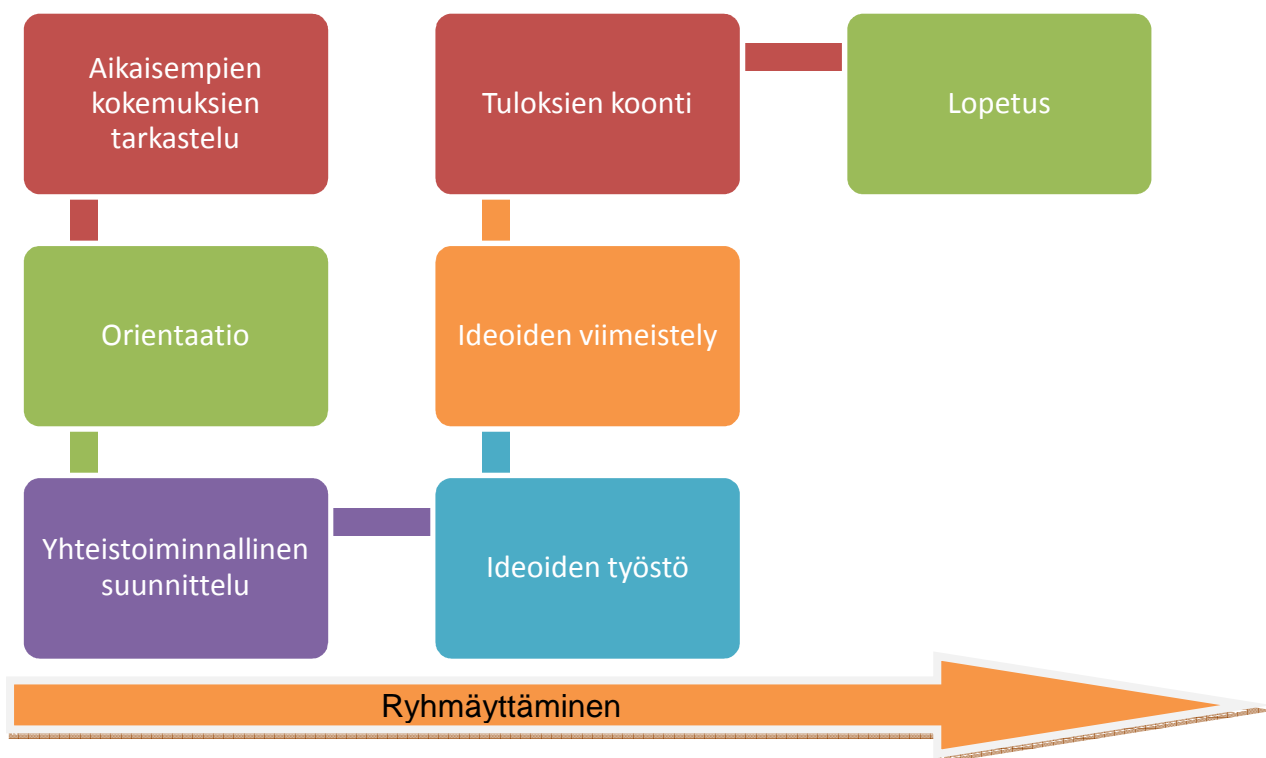 Aikaisempien
kokemuksien
tarkastelu
Orientaatio
Yhteistoiminnallinen
suunnittelu
Ideoiden työstö
Ideoiden viimeistely
Tuloksien koonti
Lopetus
Ryhmäyttäminen